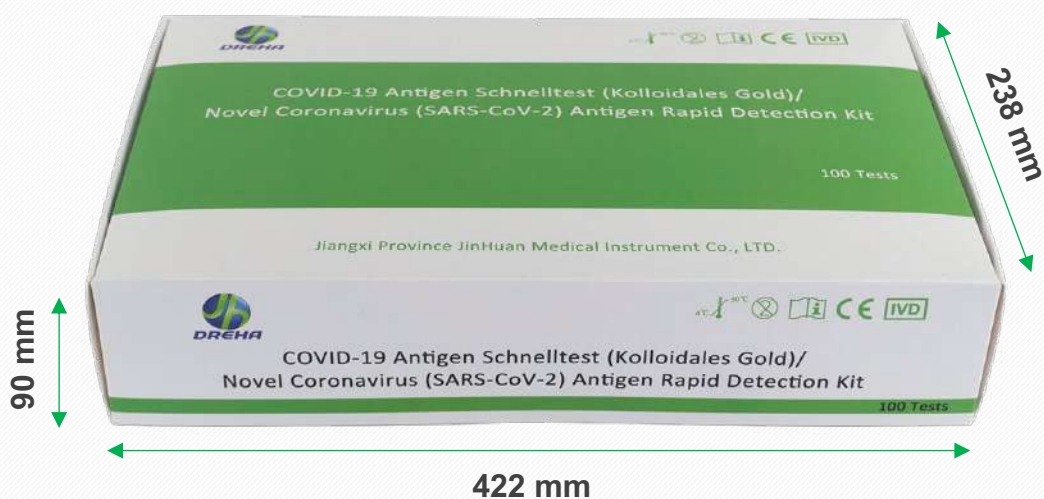 DREHA
CE IVD
COVID-19 Antigen Schnelltest (Kolloidales Gold)/
Novel Coronavirus (SARS-CoV-2) Antigen Rapid Detection Kit
100 Tests
238 mm
Jiangxi Province JinHuan Medical Instrument Co., LTD.
90 mm
DREHA
CE IVD
COVID-19 Antigen Schnelltest (Kolloidales Gold)/
Novel Coronavirus (SARS-CoV-2) Antigen Rapid Detection Kit
100 Tests
422 mm